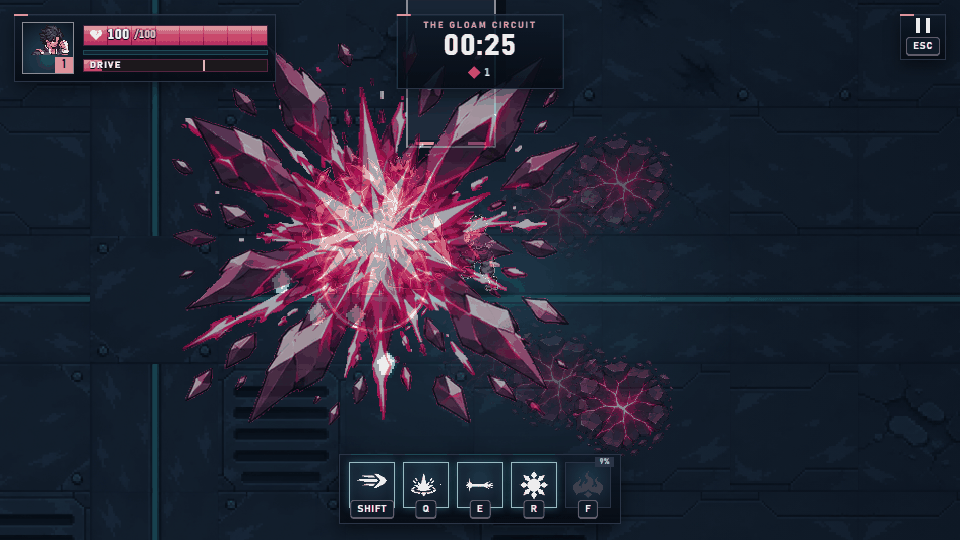 100 /100
1
DRIVE
THE GLOAM CIRCUIT
00:25
1
ESC
9%
SHIFT
Q
E
R
F